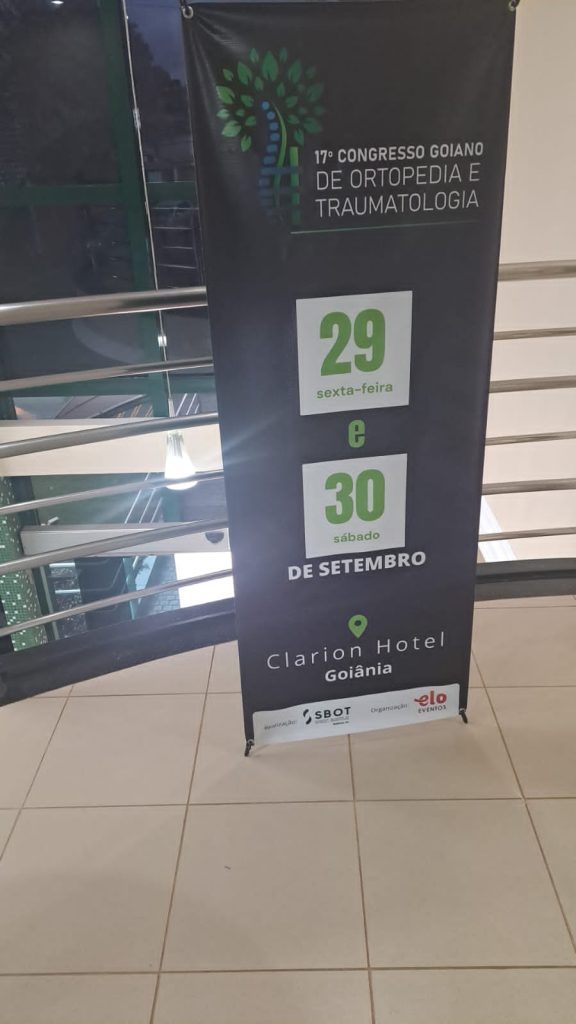 17º CONGRESSO GOIANO
DE ORTOPEDIA E
TRAUMATOLOGIA
29
sexta-feira
e
30
sábado
DE SETEMBRO
Clarion Hotel
Goiânia
Realização: SBOT Organização: elo
EVENTOS